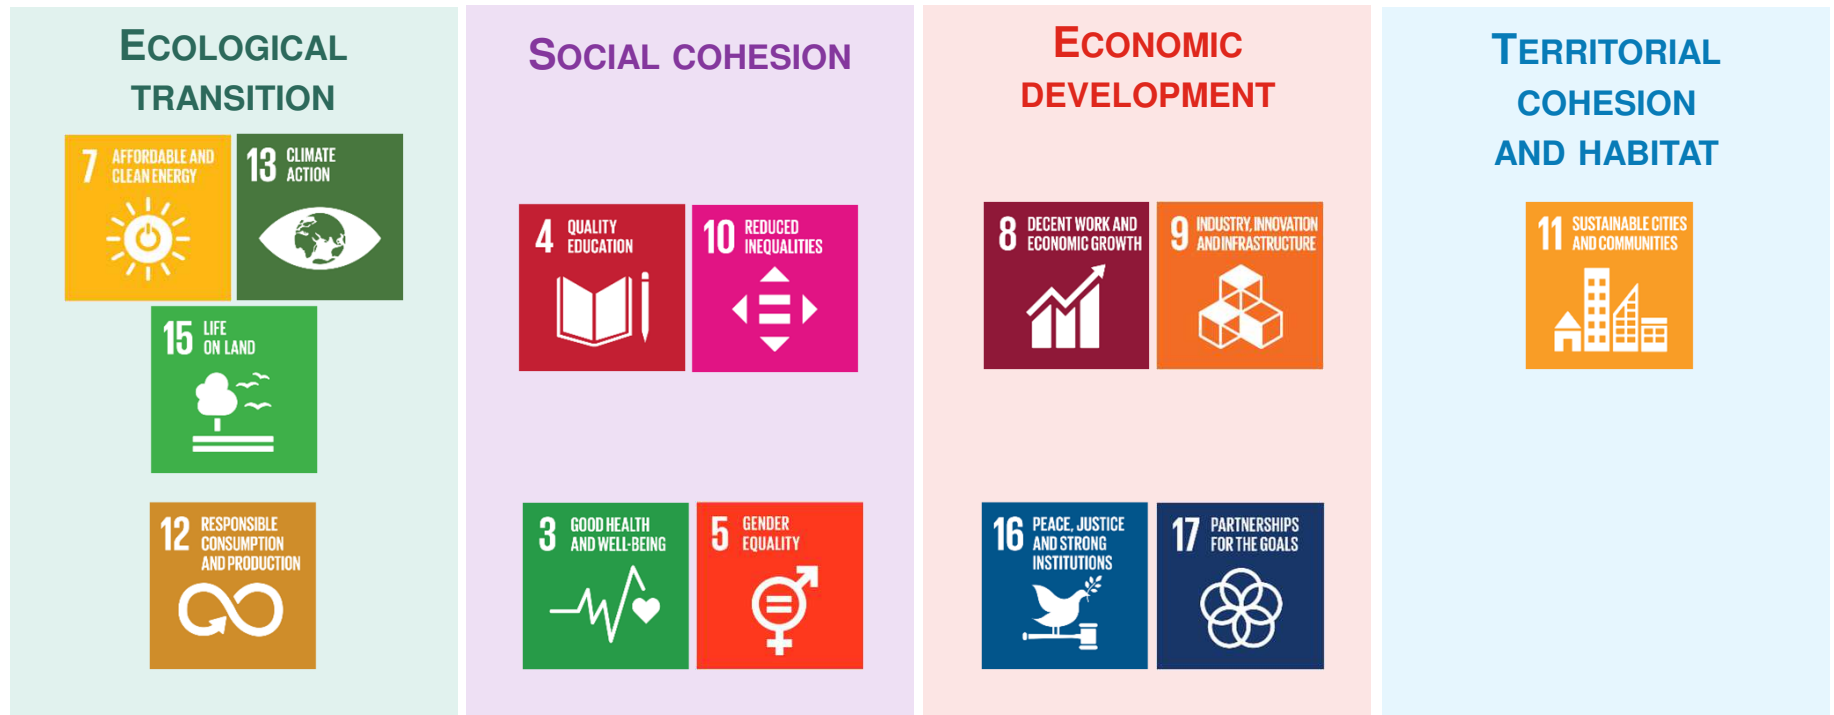 ECOLOGICAL
TRANSITION
7 AFFORDABLE AND
CLEAN ENERGY
13 CLIMATE
ACTION
15 LIFE
ON LAND
12 RESPONSIBLE
CONSUMPTION
AND PRODUCTION
SOCIAL COHESION
4 QUALITY
EDUCATION
10 REDUCED
INEQUALITIES
3 GOOD HEALTH
AND WELL-BEING
5 GENDER
EQUALITY
ECONOMIC
DEVELOPMENT
8 DECENT WORK AND
ECONOMIC GROWTH
9 INDUSTRY, INNOVATION
AND INFRASTRUCTURE
16 PEACE, JUSTICE
AND STRONG
INSTITUTIONS
17 PARTNERSHIPS
FOR THE GOALS
TERRITORIAL
COHESION
AND HABITAT
11 SUSTAINABLE CITIES
AND COMMUNITIES